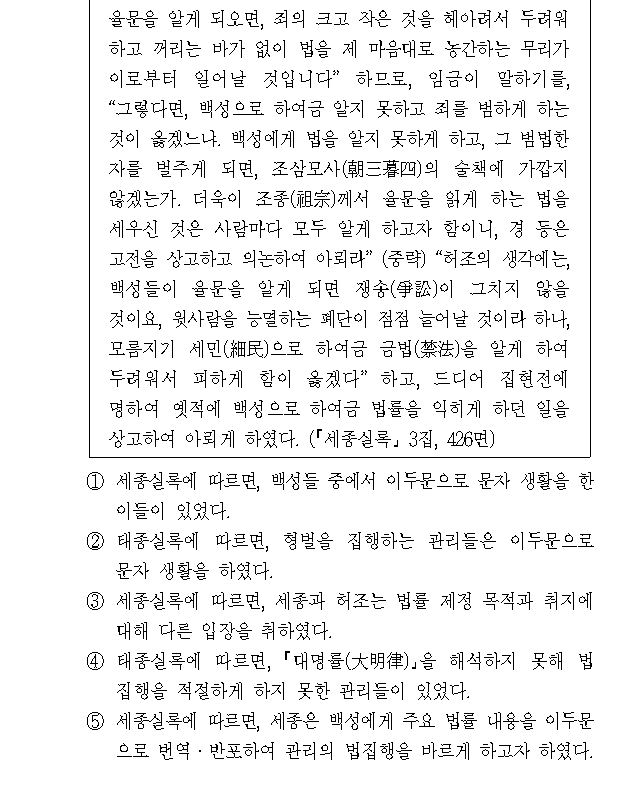 율문을 알게 되오면, 죄의 크고 작은 것을 헤아려서 두려워
하고 꺼리는 바가 없이 법을 제 마음대로 농간하는 무리가
이로부터 일어날 것입니다” 하므로, 임금이 말하기를,
“그렇다면, 백성으로 하여금 알지 못하고 죄를 범하게 하는
것이 옳겠느냐. 백성에게 법을 알지 못하게 하고, 그 범법한
자를 벌주게 되면, 조삼모사(朝三暮四)의 술책에 가깝지
않겠는가. 더욱이 조종(祖宗)께서 율문을 읽게 하는 법을
세우신 것은 사람마다 모두 알게 하고자 함이니, 경 등은
고전을 상고하고 의논하여 아뢰라” (중략) “허조의 생각에는,
백성들이 율문을 알게 되면 쟁송(爭訟)이 그치지 않을
것이요, 윗사람을 능멸하는 폐단이 점점 늘어날 것이라 하나,
모름지기 세민(細民)으로 하여금 금법(禁法)을 알게 하여
두려워서 피하게 함이 옳겠다” 하고, 드디어 집현전에
명하여 옛적에 백성으로 하여금 법률을 익히게 하던 일을
상고하여 아뢰게 하였다. (『세종실록』 3집, 426면)
① 세종실록에 따르면, 백성들 중에서 이두문으로 문자 생활을 한
이들이 있었다.
② 태종실록에 따르면, 형벌을 집행하는 관리들은 이두문으로
문자 생활을 하였다.
③ 세종실록에 따르면, 세종과 허조는 법률 제정 목적과 취지에
대해 다른 입장을 취하였다.
④ 태종실록에 따르면, 『대명률(大明律)』을 해석하지 못해 법
집행을 적절하게 하지 못한 관리들이 있었다.
⑤ 세종실록에 따르면, 세종은 백성에게 주요 법률 내용을 이두문
으로 번역·반포하여 관리의 법집행을 바르게 하고자 하였다.